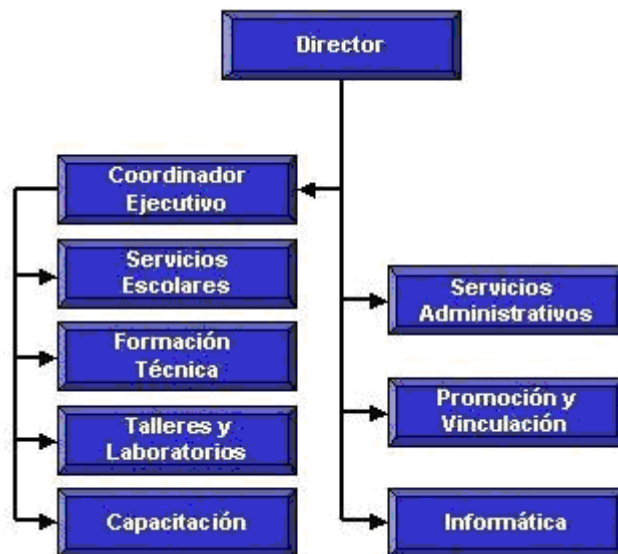 Director
Coordinador
Ejecutivo
Servicios
Escolares
Formación
Técnica
Talleres y
Laboratorios
Capacitación
Servicios
Administrativos
Promoción y
Vinculación
Informática